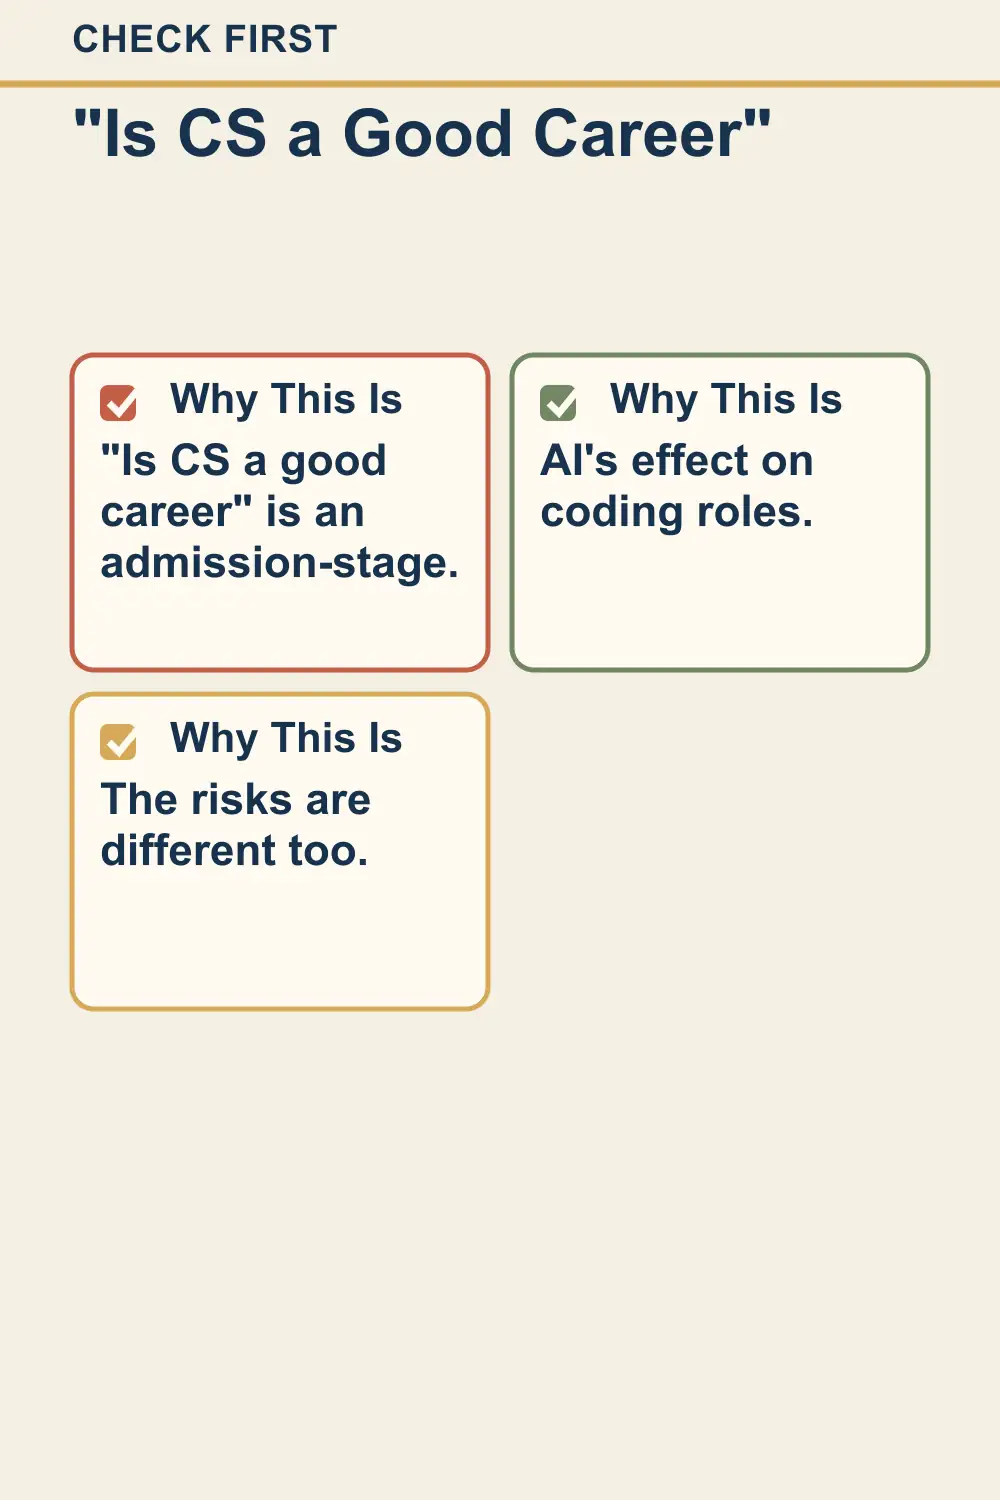 CHECK FIRST
"Is CS a Good Career"
Why This Is
"Is CS a good
career" is an
admission-stage.
Why This Is
AI's effect on
coding roles.
Why This Is
The risks are
different too.